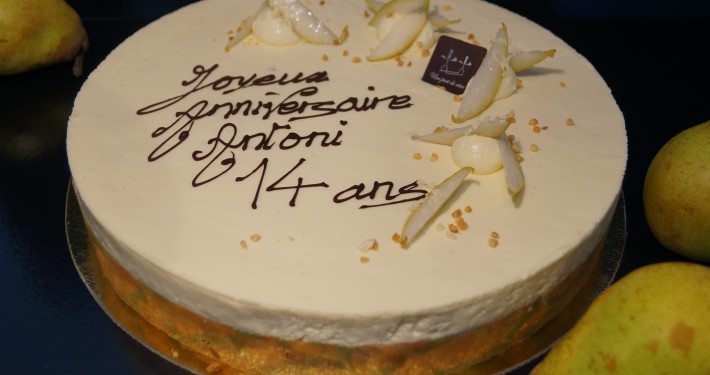 Joyeux
Anniversaire
Antoni
14 ans